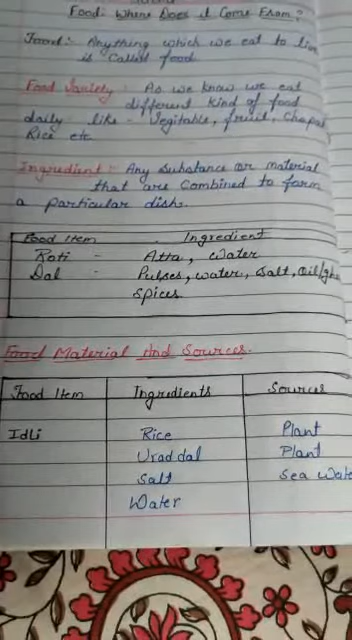 Food: Where Does it Come From?
Food:- Anything which we eat to live
is called food.
Food Variety: As we know we eat
different kind of food
daily like - Vegitable, fruit, Chapati
Rice etc
Ingredient:- Any substance or material
that are combined to form
a particular dish.
Food Item Ingredient
Roti - Atta, water
Dal - Pulses, water, salt, Oil/ghee
Spices.
Food Material And Sources.
Food Item Ingredients Sources
Idli Rice Plant
Urad dal Plant
Salt Sea Wate
Water